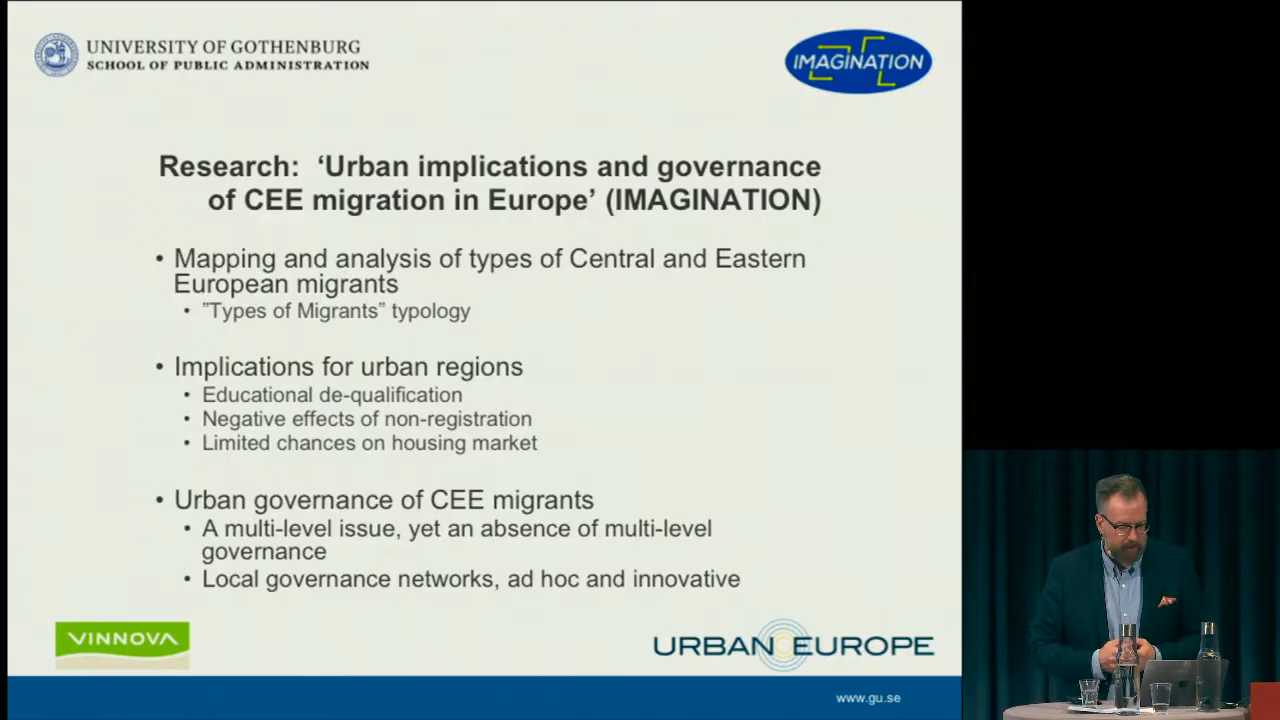 UNIVERSITY OF GOTHENBURG
SCHOOL OF PUBLIC ADMINISTRATION
IMAGINATION
Research: ‘Urban implications and governance
of CEE migration in Europe’ (IMAGINATION)
• Mapping and analysis of types of Central and Eastern
European migrants
• ”Types of Migrants” typology
• Implications for urban regions
• Educational de-qualification
• Negative effects of non-registration
• Limited chances on housing market
• Urban governance of CEE migrants
• A multi-level issue, yet an absence of multi-level
governance
• Local governance networks, ad hoc and innovative
VINNOVA
URBAN EUROPE
www.gu.se